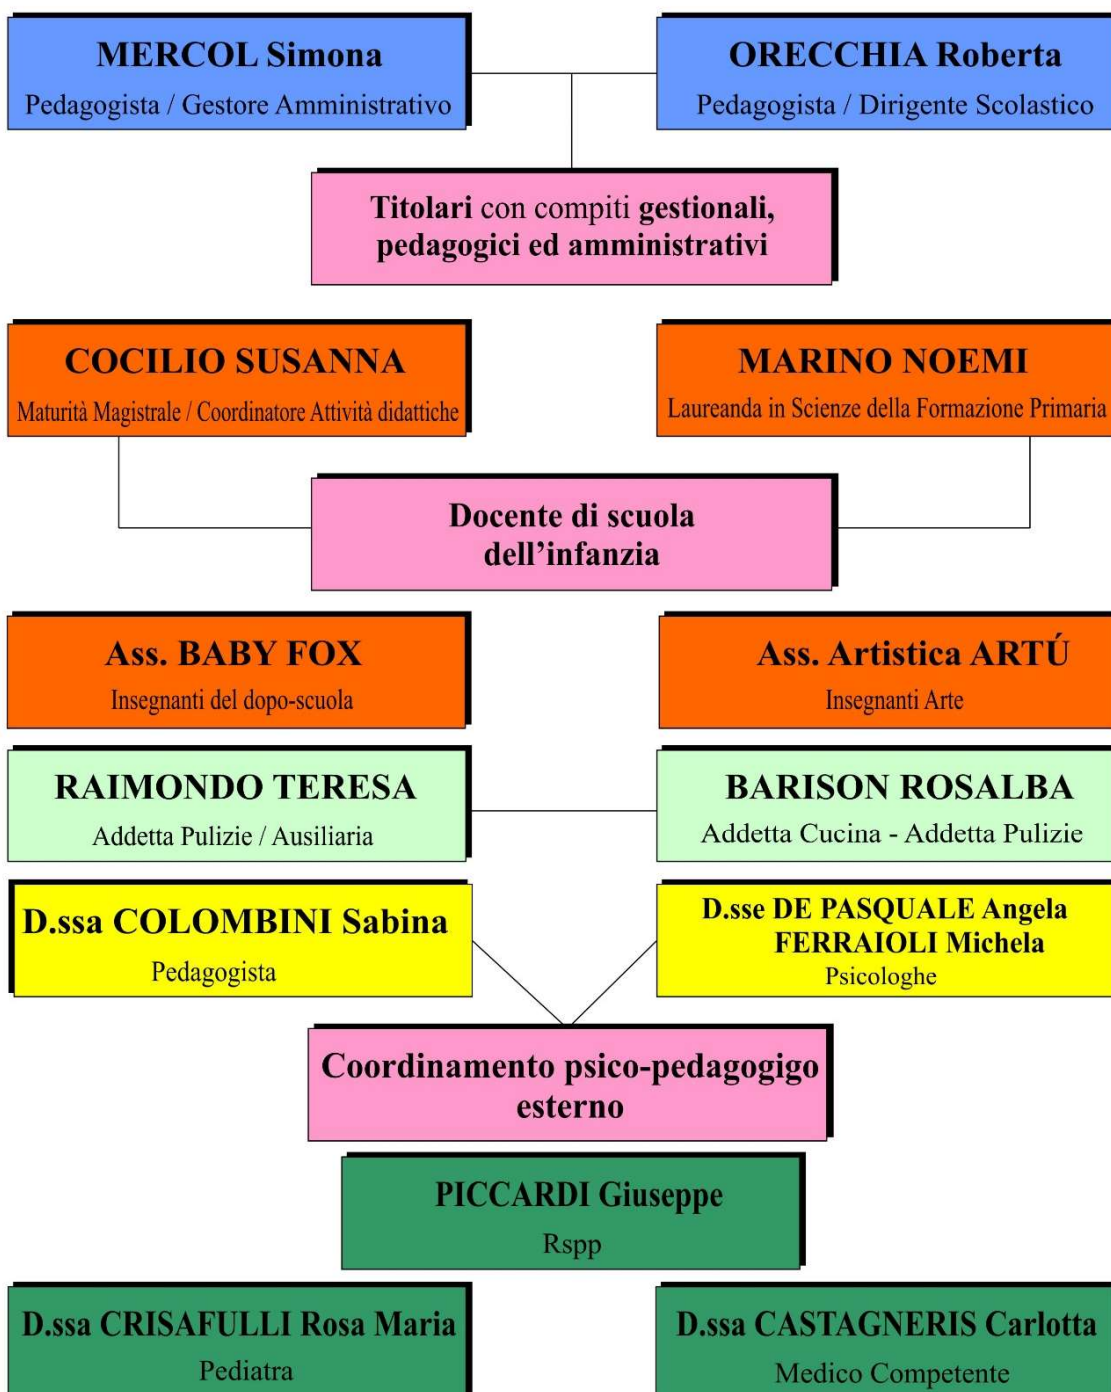 MERCOL Simona
Pedagogista / Gestore Amministrativo
ORECCHIA Roberta
Pedagogista / Dirigente Scolastico
Titolari con compiti gestionali,
pedagogici ed amministrativi
COCILIO SUSANNA
Maturità Magistrale / Coordinatore Attività didattiche
MARINO NOEMI
Laureanda in Scienze della Formazione Primaria
Docente di scuola
dell’infanzia
Ass. BABY FOX
Insegnanti del dopo-scuola
Ass. Artistica ARTÚ
Insegnanti Arte
RAIMONDO TERESA
Addetta Pulizie / Ausiliaria
BARISON ROSALBA
Addetta Cucina - Addetta Pulizie
D.ssa COLOMBINI Sabina
Pedagogista
D.sse DE PASQUALE Angela
FERRAIOLI Michela
Psicologhe
Coordinamento psico-pedagogigo
esterno
PICCARDI Giuseppe
Rspp
D.ssa CRISAFULLI Rosa Maria
Pediatra
D.ssa CASTAGNERIS Carlotta
Medico Competente